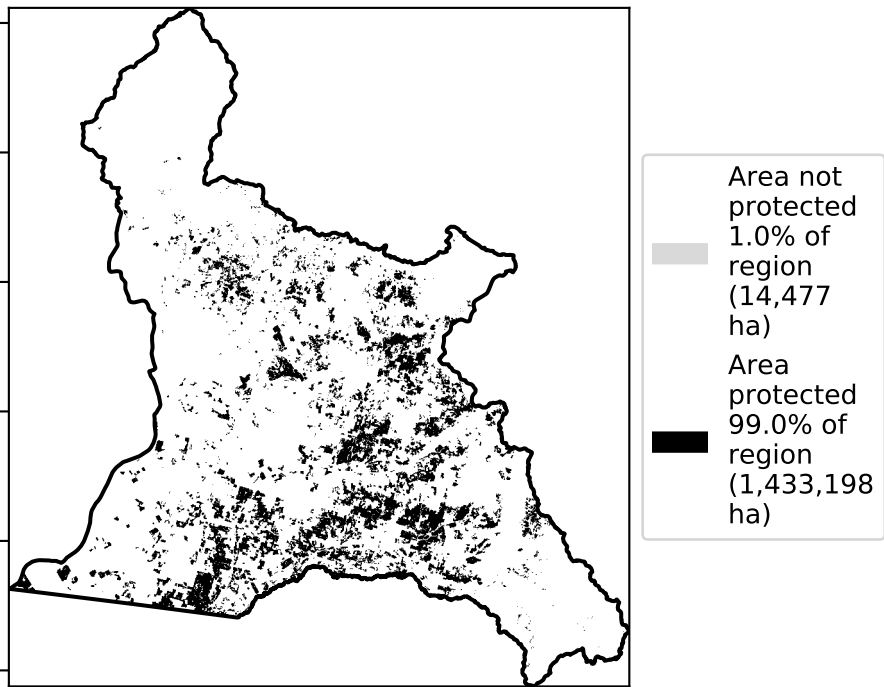 Area not
protected
1.0% of
region
(14,477
ha)
Area
protected
99.0% of
region
(1,433,198
ha)